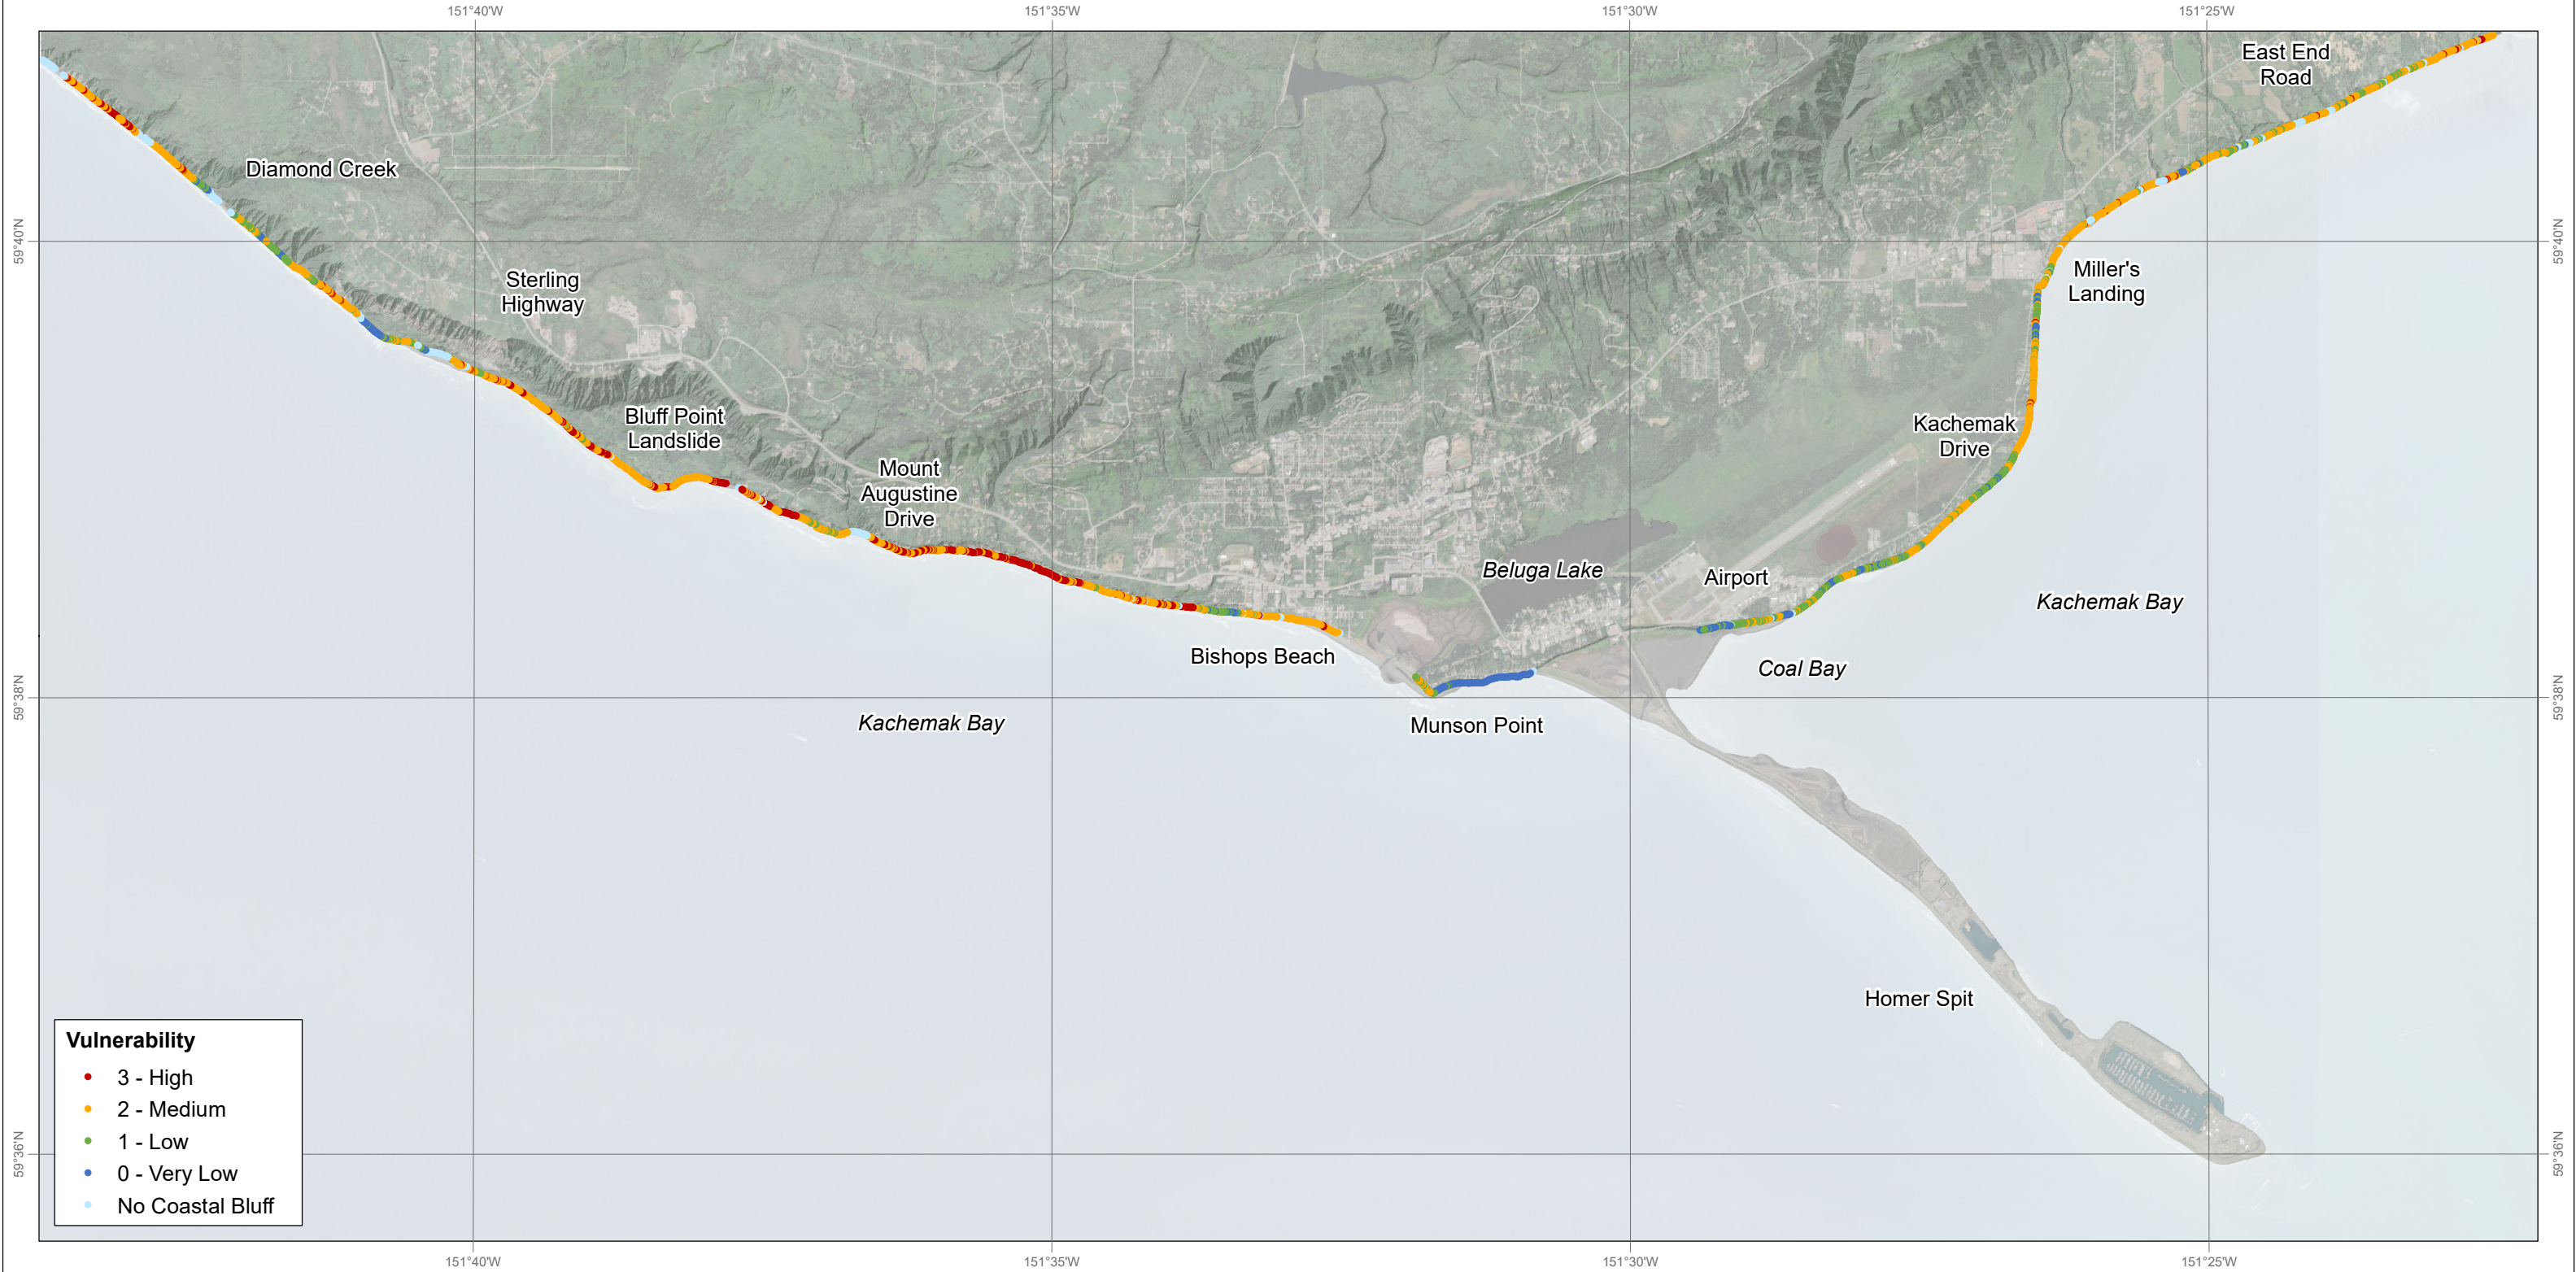 151°40'W
151°35'W
151°30'W
151°25'W
East End
Road
Diamond Creek
59°40'N
59°40'N
Sterling
Highway
Miller's
Landing
Bluff Point
Landslide
Kachemak
Drive
Mount
Augustine
Drive
Beluga Lake
Airport
Kachemak Bay
Bishops Beach
Coal Bay
59°38'N
59°38'N
Kachemak Bay
Munson Point
Homer Spit
Vulnerability
3 - High
2 - Medium
1 - Low
0 - Very Low
No Coastal Bluff
59°36'N
59°36'N
151°40'W
151°35'W
151°30'W
151°25'W